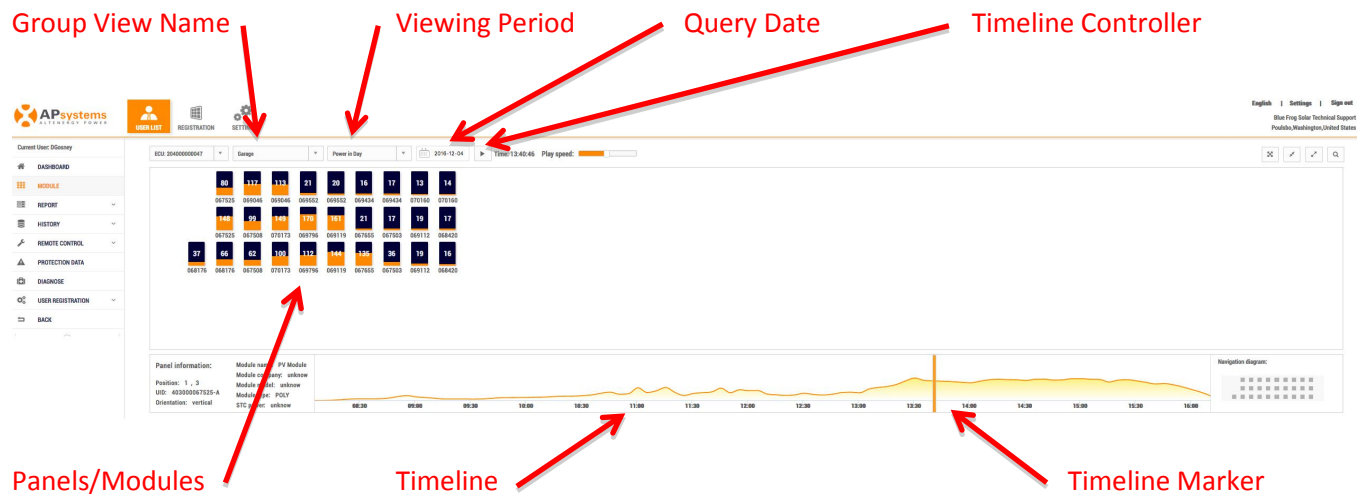 Group View Name Viewing Period Query Date Timeline Controller
APsystems
ALTENERGY POWER
USER LIST REGISTRATION
English | Settings | Sign out
Blue Frog Solar Technical Support
Poulsbo,Washington,United States
Current User: DGosney
ECU: 204000000047 Garage Power in Day 2016-12-04 Time:13:40:46 Play speed:
DASHBOARD
MODULE
REPORT
HISTORY
REMOTE CONTROL
PROTECTION DATA
DIAGNOSE
USER REGISTRATION
BACK
80 117 113 21 20 16 17 13 14
067525 069046 069046 069552 069552 069434 069434 070160 070160
148 99 149 170 161 21 17 19 17
067525 067508 070173 069796 069119 067655 067503 069112 068420
37 66 62 100 112 144 135 36 19 16
068176 068176 067508 070173 069796 069119 067655 067503 069112 068420
Panel information:
Position: 1 , 3
UID: 403000067525-A
Orientation: vertical
Module name: PV Module
Module company: unknow
Module model: unknow
Module type: POLY
STC power: unknow
08:30 09:00 09:30 10:00 10:30 11:00 11:30 12:00 12:30 13:00 13:30 14:00 14:30 15:00 15:30 16:00
Navigation diagram:
Panels/Modules Timeline Timeline Marker